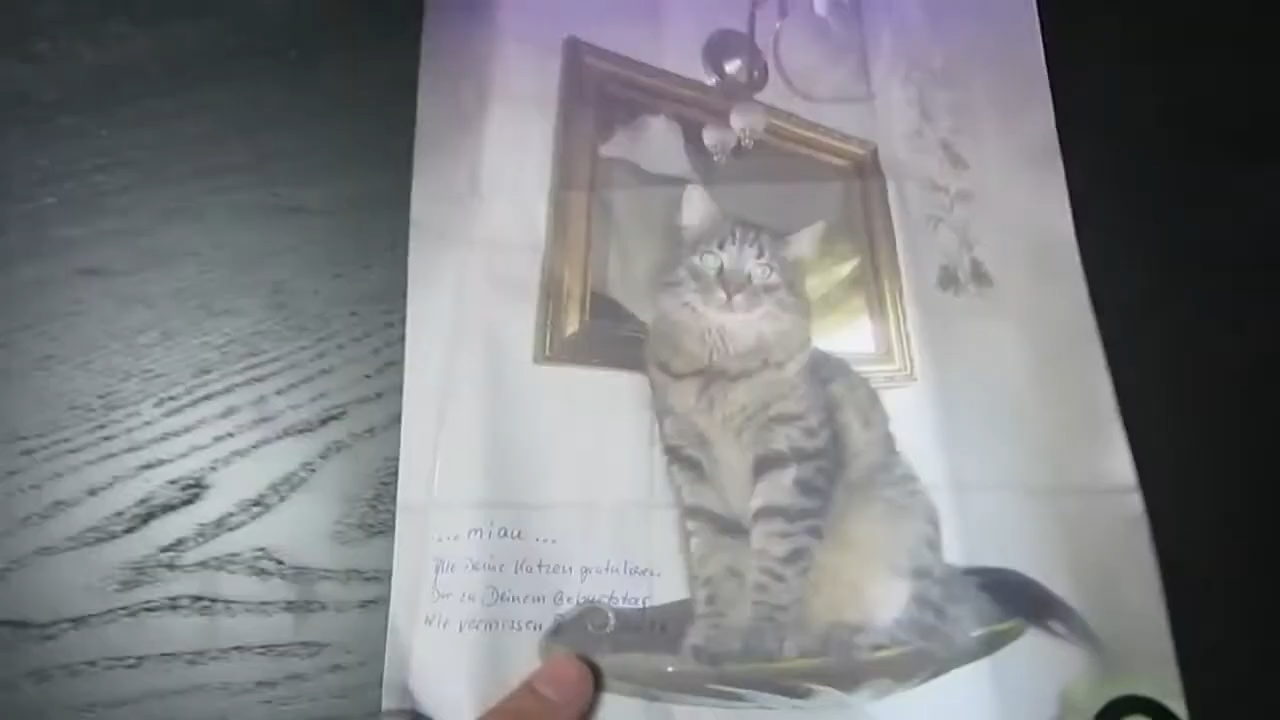 ... miau ...
Alle Deine Katzen gratulieren
Dir zu Deinem Geburtstag
Wir vermissen